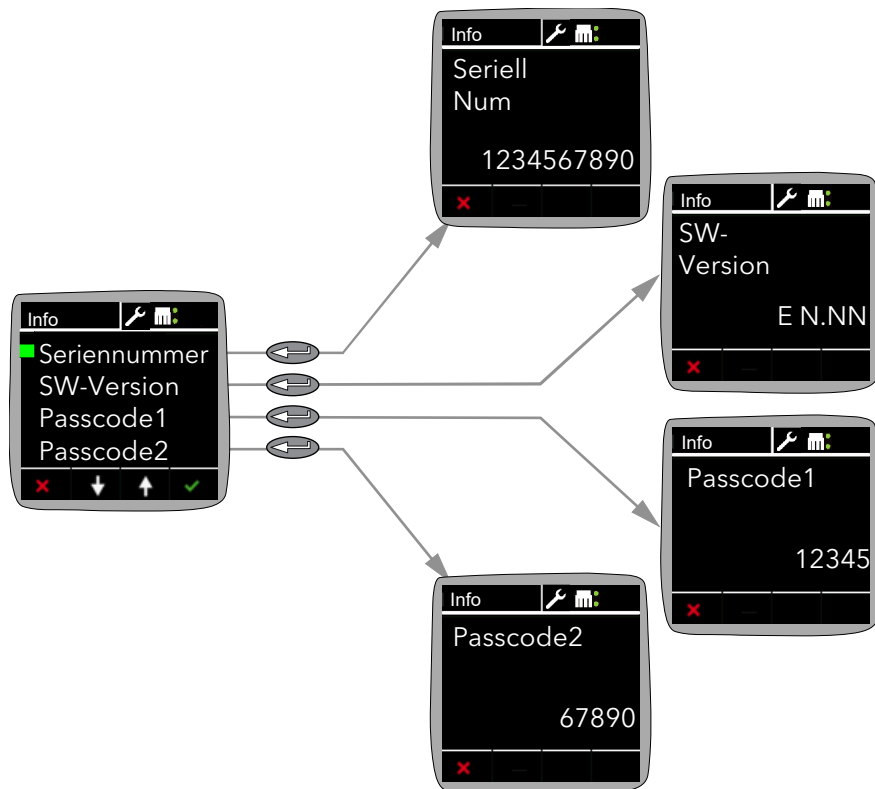 Info
Seriell
Num
1234567890
Info
SW-
Version
E N.NN
Info
Seriennummer
SW-Version
Passcode1
Passcode2
Info
Passcode1
12345
Info
Passcode2
67890